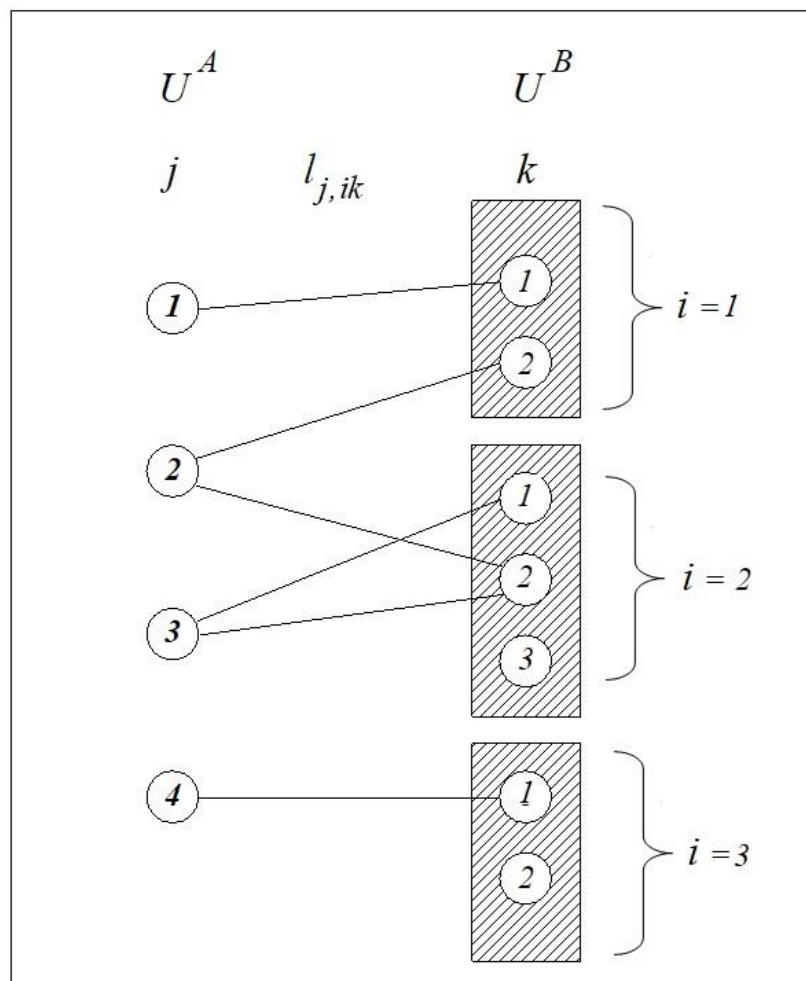 U^A U^B
j l_{j,ik} k
1 1
2 i = 1
2 1
2 i = 2
3 3
4 1
2 i = 3